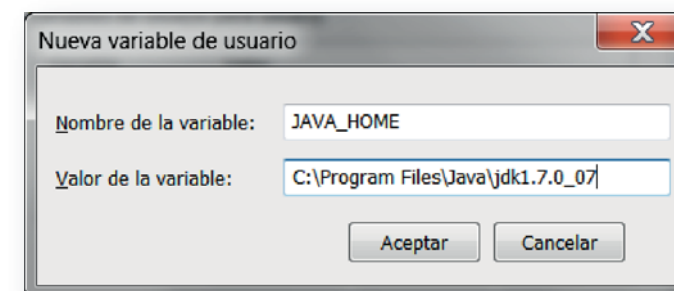 Nueva variable de usuario
Nombre de la variable: JAVA_HOME
Valor de la variable: C:\Program Files\Java\jdk1.7.0_07
Aceptar Cancelar